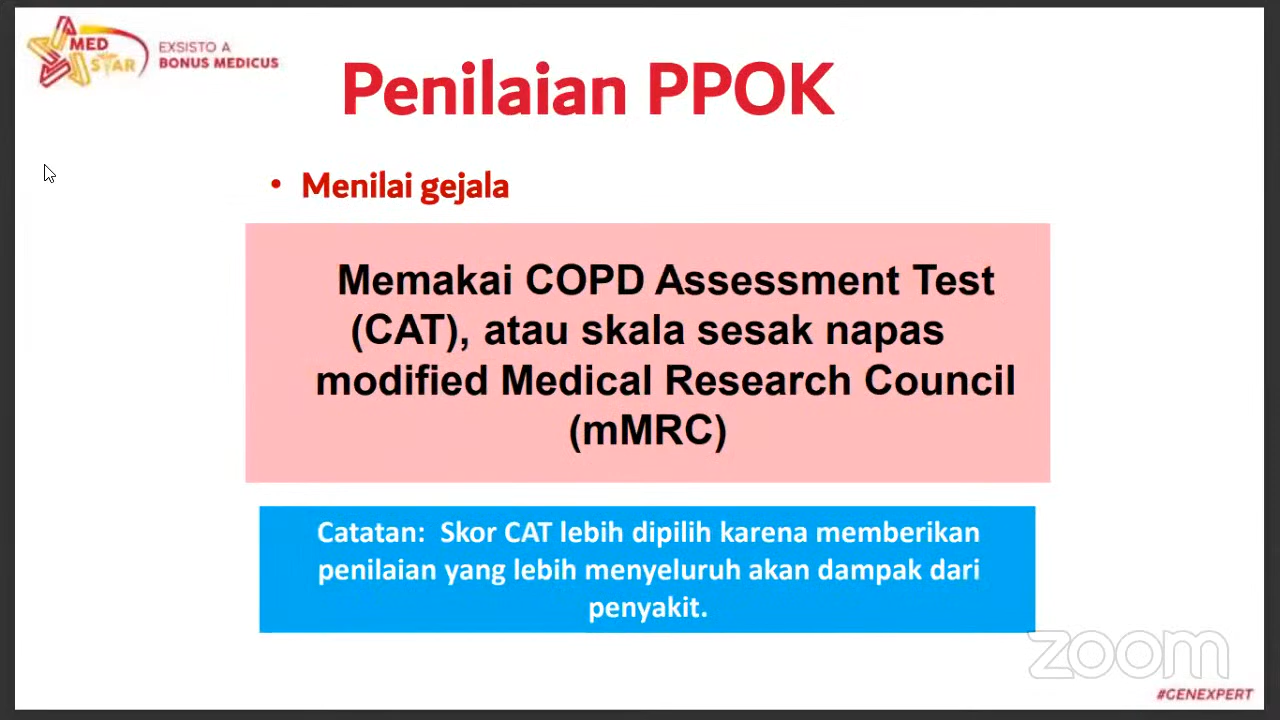 MED
STAR
EXSISTO A
BONUS MEDICUS
Penilaian PPOK
• Menilai gejala
Memakai COPD Assessment Test
(CAT), atau skala sesak napas
modified Medical Research Council
(mMRC)
Catatan: Skor CAT lebih dipilih karena memberikan
penilaian yang lebih menyeluruh akan dampak dari
penyakit.
zoom
#GENEXPERT